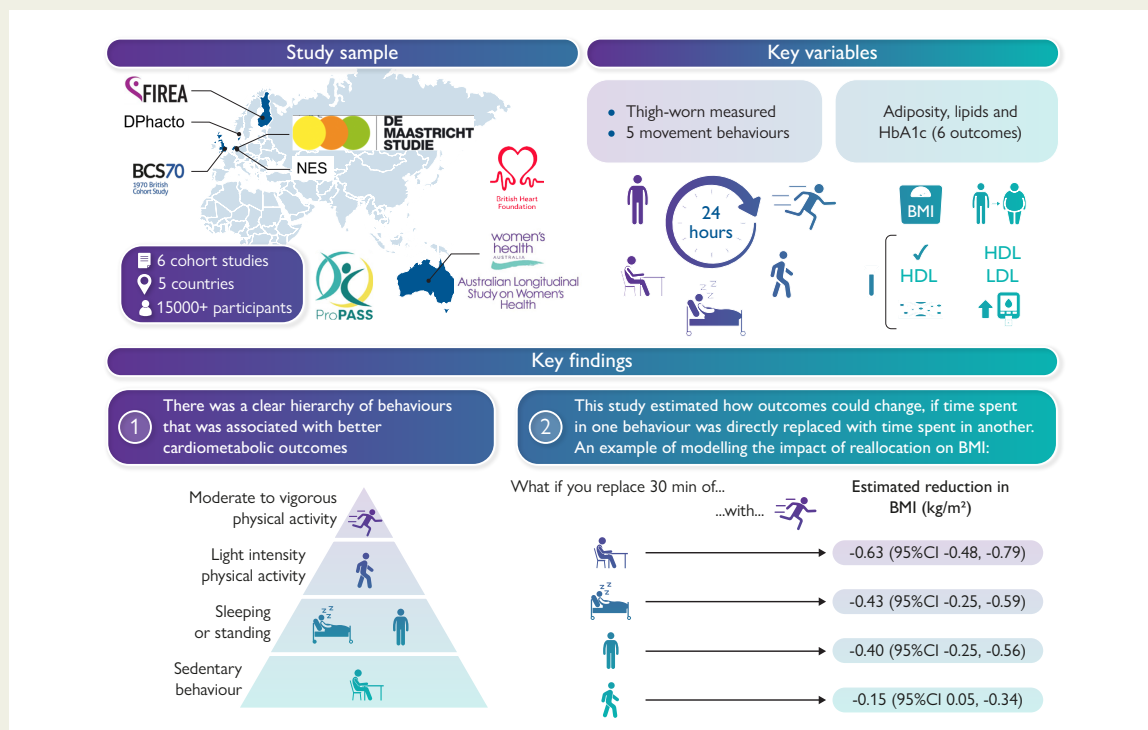 Study sample
FIREA
DPhacto
BCS70
1970 British
Cohort Study
DE
MAASTRICHT
STUDIE
NES
British Heart
Foundation
6 cohort studies
5 countries
15000+ participants
ProPASS
women's
health
AUSTRALIA
Australian Longitudinal
Study on Women's
Health
Key variables
• Thigh-worn measured
• 5 movement behaviours
Adiposity, lipids and
HbA1c (6 outcomes)
24
hours
z z z
BMI
HDL
HDL
LDL
Key findings
1
There was a clear hierarchy of behaviours
that was associated with better
cardiometabolic outcomes
Moderate to vigorous
physical activity
Light intensity
physical activity
Sleeping
or standing
z z z
Sedentary
behaviour
2
This study estimated how outcomes could change, if time spent
in one behaviour was directly replaced with time spent in another.
An example of modelling the impact of reallocation on BMI:
What if you replace 30 min of...
...with...
Estimated reduction in
BMI (kg/m²)
-0.63 (95%CI -0.48, -0.79)
z z z
-0.43 (95%CI -0.25, -0.59)
-0.40 (95%CI -0.25, -0.56)
-0.15 (95%CI 0.05, -0.34)